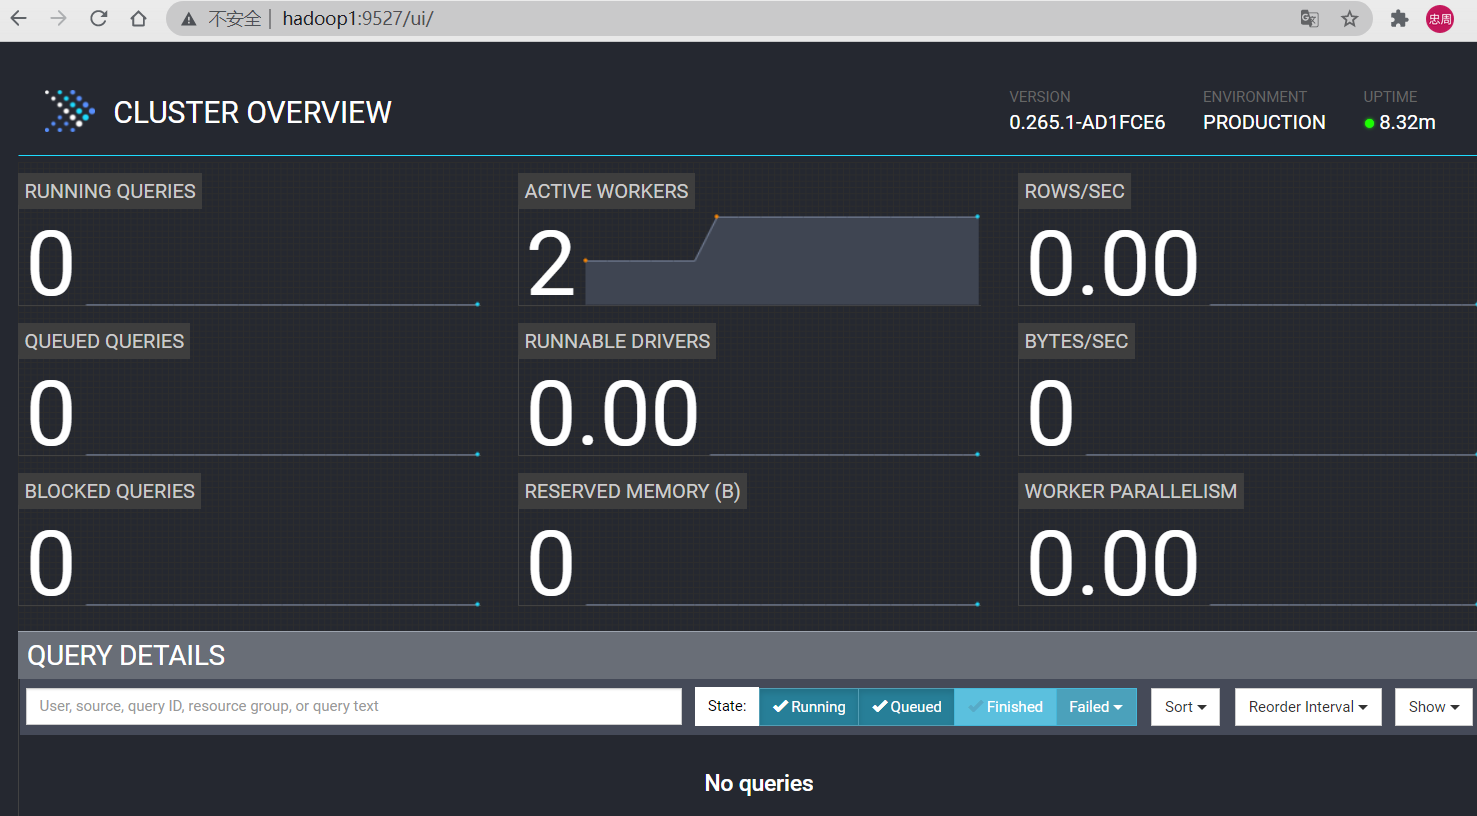 不安全 hadoop1:9527/ui/
忠周
CLUSTER OVERVIEW
VERSION
0.265.1-AD1FCE6
ENVIRONMENT
PRODUCTION
UPTIME
8.32m
RUNNING QUERIES
0
ACTIVE WORKERS
2
ROWS/SEC
0.00
QUEUED QUERIES
0
RUNNABLE DRIVERS
0.00
BYTES/SEC
0
BLOCKED QUERIES
0
RESERVED MEMORY (B)
0
WORKER PARALLELISM
0.00
QUERY DETAILS
User, source, query ID, resource group, or query text
State: Running Queued Finished Failed Sort Reorder Interval Show
No queries